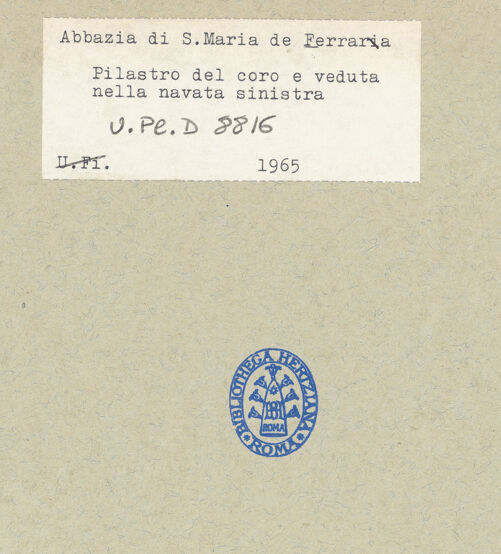 Abbazia di S.Maria de Ferraria
Pilastro del coro e veduta
nella navata sinistra
U.Pe.D 8816
U.Fi. 1965
BIBLIOTHECA HERTZIANA
BH
ROMA
* ROMA *